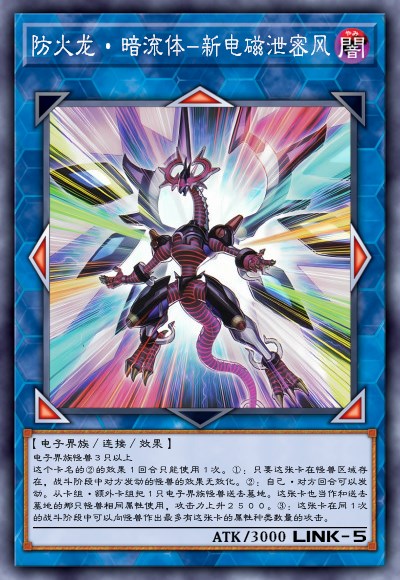 防火龙・暗流体-新电磁泄密风
やみ
闇
【电子界族／连接／效果】
电子界族怪兽３只以上
这个卡名的②的效果１回合只能使用１次。①：只要这张卡在怪兽区域存
在，战斗阶段中对方发动的怪兽的效果无效化。②：自己・对方回合可以发
动。从卡组・额外卡组把１只电子界族怪兽送去墓地。这张卡也当作和送去
墓地的那只怪兽相同属性使用，攻击力上升２５００。③：这张卡在同１次
的战斗阶段中可以向怪兽作出最多有这张卡的属性种类数量的攻击。
ATK/3000 LINK-5